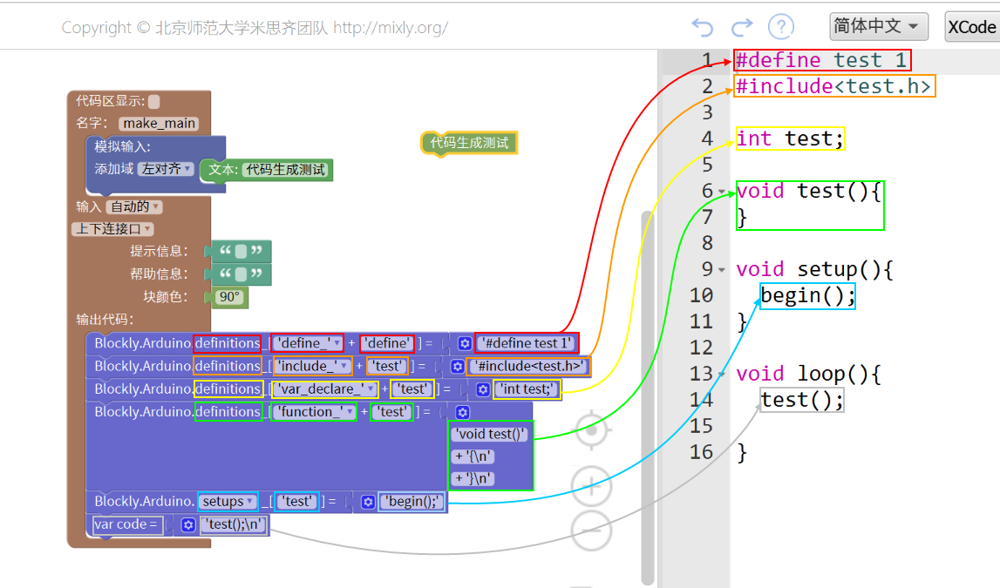 Copyright © 北京师范大学米思齐团队 http://mixly.org/
?
简体中文
XCode
代码区显示:
名字: make_main
模拟输入:
添加域 左对齐 文本: 代码生成测试
输入 自动的
上下连接口
提示信息: “ ”
帮助信息: “ ”
块颜色: 90°
输出代码:
Blockly.Arduino.definitions_[ 'define_' + 'define' ] = '#define test 1'
Blockly.Arduino.definitions_[ 'include_' + 'test' ] = '#include<test.h>'
Blockly.Arduino.definitions_[ 'var_declare_' + 'test' ] = 'int test;'
Blockly.Arduino.definitions_[ 'function_' + 'test' ] =
'void test()'
+ '{\n'
+ '}\n'
Blockly.Arduino. setups _[ 'test' ] = 'begin();'
var code = 'test();\n'
代码生成测试
1 #define test 1
2 #include<test.h>
3
4 int test;
5
6 void test(){
7 }
8
9 void setup(){
10 begin();
11 }
12
13 void loop(){
14 test();
15
16 }